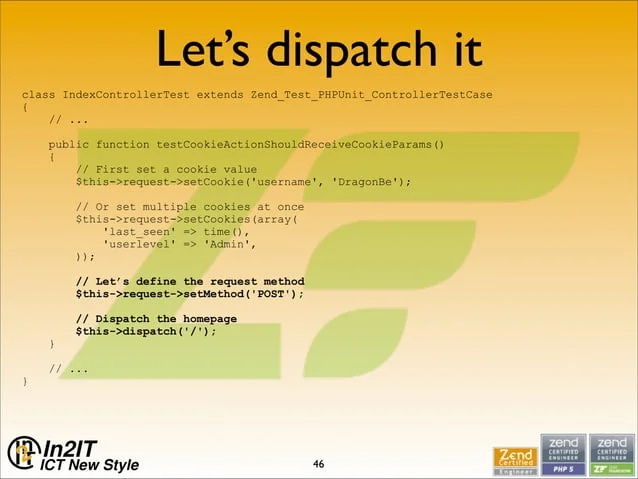 Let’s dispatch it
class IndexControllerTest extends Zend_Test_PHPUnit_ControllerTestCase
{
    // ...
    public function testCookieActionShouldReceiveCookieParams()
    {
        // First set a cookie value
        $this->request->setCookie('username', 'DragonBe');
        // Or set multiple cookies at once
        $this->request->setCookies(array(
            'last_seen' => time(),
            'userlevel' => 'Admin',
        ));
        // Let’s define the request method
        $this->request->setMethod('POST');
        // Dispatch the homepage
        $this->dispatch('/');
    }
    // ...
}
In2IT
ICT New Style
46
Zend
Certified
Engineer
zend
CERTIFIED
ENGINEER
PHP 5
zend
CERTIFIED
ENGINEER
ZF